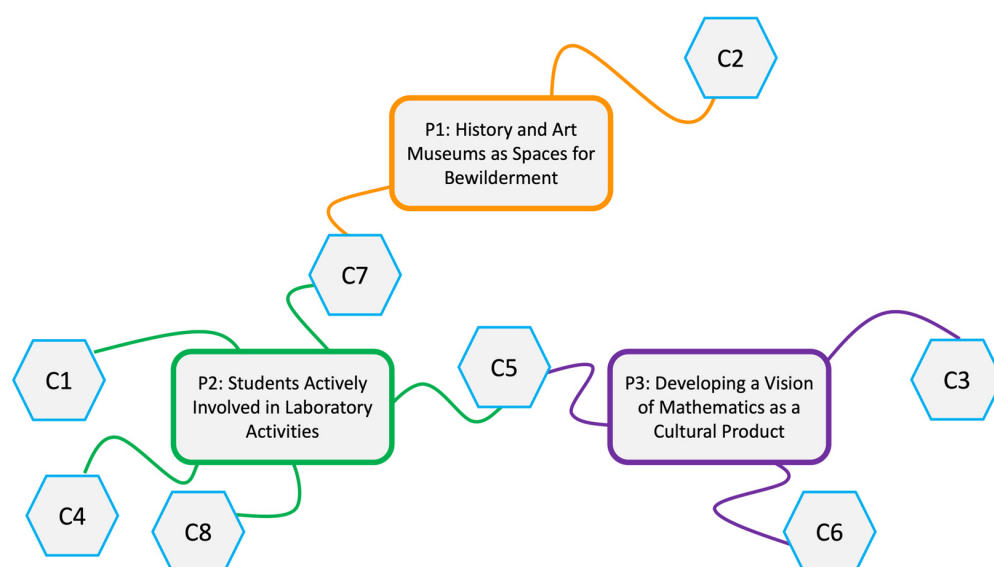 C2
P1: History and Art
Museums as Spaces for
Bewilderment
C7
C1
P2: Students Actively
Involved in Laboratory
Activities
C5
P3: Developing a Vision
of Mathematics as a
Cultural Product
C3
C4
C8
C6